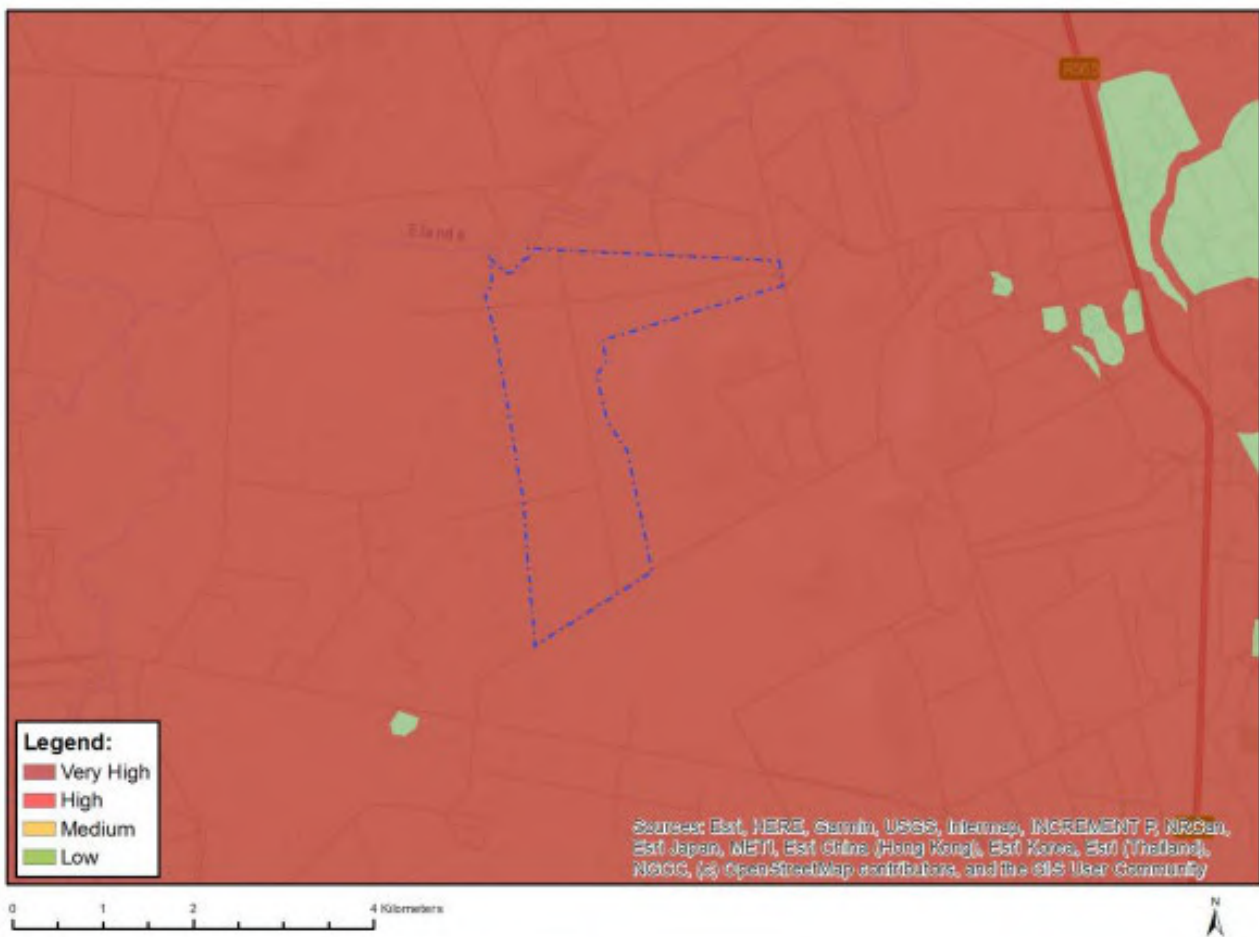 R503
Elands
Legend:
Very High
High
Medium
Low
Sources: Esri, HERE, Garmin, USGS, Intermap, INCREMENT P, NRCan,
Esri Japan, METI, Esri China (Hong Kong), Esri Korea, Esri (Thailand),
NGCC, (c) OpenStreetMap contributors, and the GIS User Community
0 1 2 4 Kilometers
N